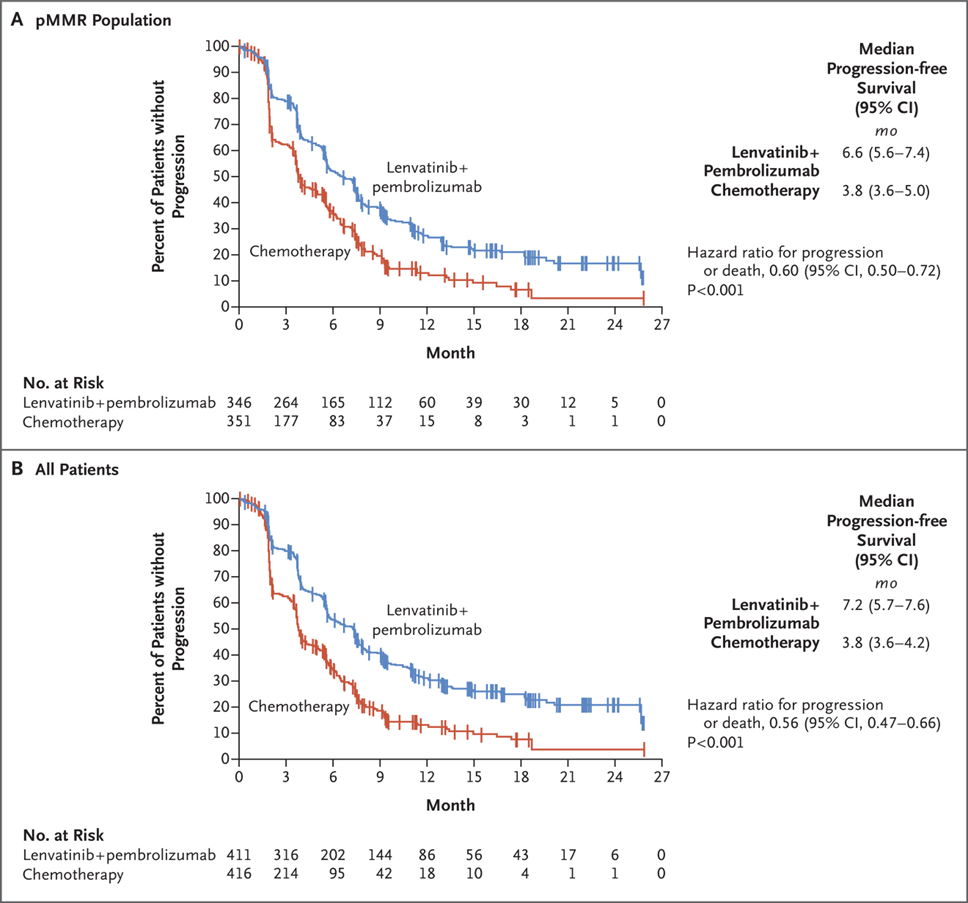 A pMMR Population
100
90
80
70
60
50
40
30
20
10
0
Percent of Patients without
Progression
Lenvatinib+
pembrolizumab
Chemotherapy
0 3 6 9 12 15 18 21 24 27
Month
Median
Progression-free
Survival
(95% CI)
mo
Lenvatinib+ 6.6 (5.6–7.4)
Pembrolizumab
Chemotherapy 3.8 (3.6–5.0)
Hazard ratio for progression
or death, 0.60 (95% CI, 0.50–0.72)
P<0.001
No. at Risk
Lenvatinib+pembrolizumab 346 264 165 112 60 39 30 12 5 0
Chemotherapy 351 177 83 37 15 8 3 1 1 0
B All Patients
100
90
80
70
60
50
40
30
20
10
0
Percent of Patients without
Progression
Lenvatinib+
pembrolizumab
Chemotherapy
0 3 6 9 12 15 18 21 24 27
Month
Median
Progression-free
Survival
(95% CI)
mo
Lenvatinib+ 7.2 (5.7–7.6)
Pembrolizumab
Chemotherapy 3.8 (3.6–4.2)
Hazard ratio for progression
or death, 0.56 (95% CI, 0.47–0.66)
P<0.001
No. at Risk
Lenvatinib+pembrolizumab 411 316 202 144 86 56 43 17 6 0
Chemotherapy 416 214 95 42 18 10 4 1 1 0